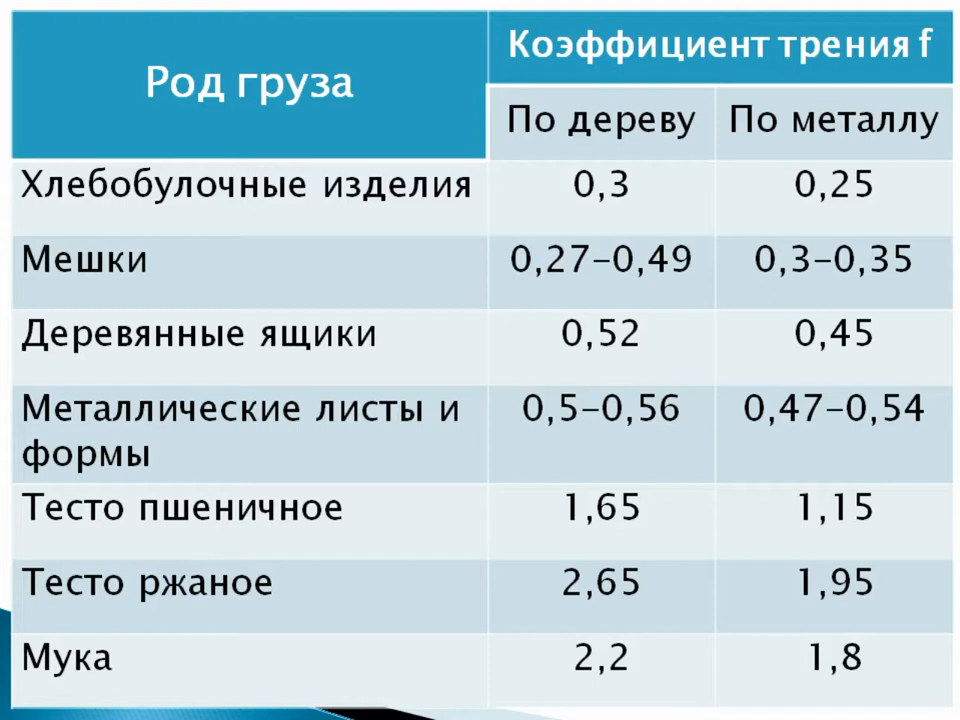 Род груза
Коэффициент трения f
По дереву По металлу
Хлебобулочные изделия 0,3 0,25
Мешки 0,27-0,49 0,3-0,35
Деревянные ящики 0,52 0,45
Металлические листы и 0,5-0,56 0,47-0,54
формы
Тесто пшеничное 1,65 1,15
Тесто ржаное 2,65 1,95
Мука 2,2 1,8